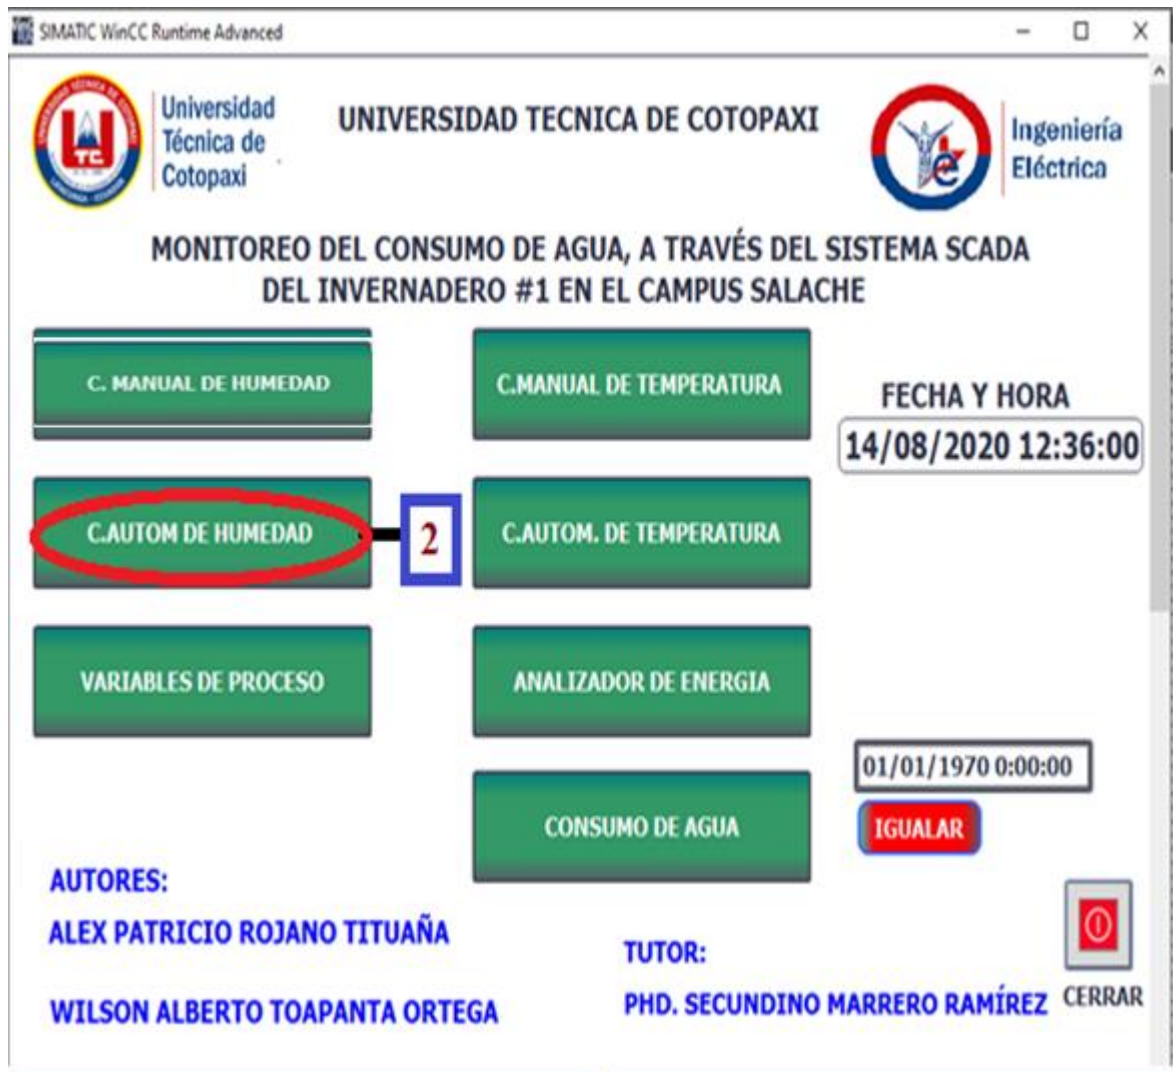 SIMATIC WinCC Runtime Advanced
Universidad
Técnica de
Cotopaxi
UNIVERSIDAD TECNICA DE COTOPAXI
Ingeniería
Eléctrica
MONITOREO DEL CONSUMO DE AGUA, A TRAVÉS DEL SISTEMA SCADA
DEL INVERNADERO #1 EN EL CAMPUS SALACHE
C. MANUAL DE HUMEDAD
C.MANUAL DE TEMPERATURA
FECHA Y HORA
14/08/2020 12:36:00
C.AUTOM DE HUMEDAD
2
C.AUTOM. DE TEMPERATURA
VARIABLES DE PROCESO
ANALIZADOR DE ENERGIA
01/01/1970 0:00:00
CONSUMO DE AGUA
IGUALAR
AUTORES:
ALEX PATRICIO ROJANO TITUAÑA
WILSON ALBERTO TOAPANTA ORTEGA
TUTOR:
PHD. SECUNDINO MARRERO RAMÍREZ
CERRAR